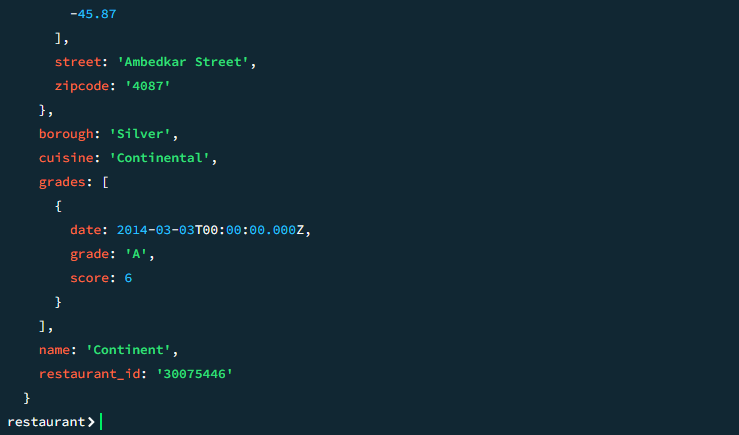 -45.87
],
street: 'Ambedkar Street',
zipcode: '4087'
},
borough: 'Silver',
cuisine: 'Continental',
grades: [
{
date: 2014-03-03T00:00:00.000Z,
grade: 'A',
score: 6
}
],
name: 'Continent',
restaurant_id: '30075446'
}
restaurant>